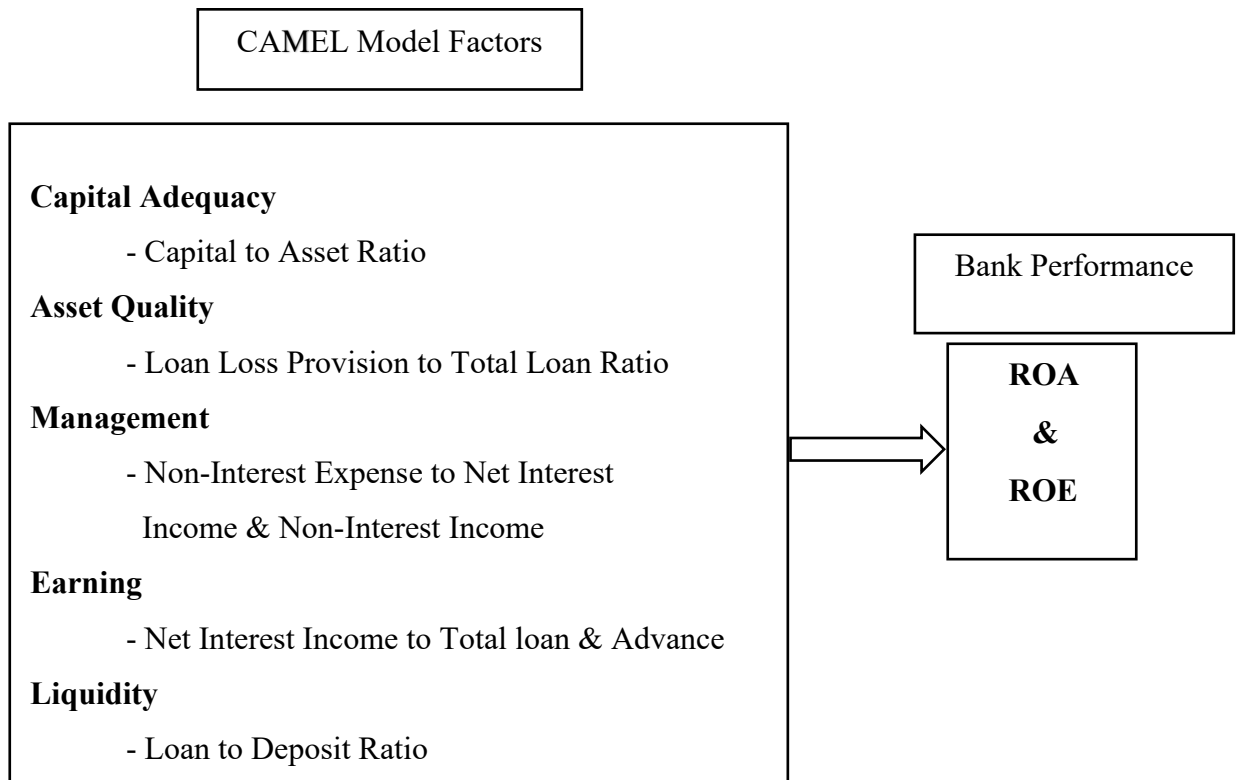 CAMEL Model Factors
Capital Adequacy
- Capital to Asset Ratio
Asset Quality
- Loan Loss Provision to Total Loan Ratio
Management
- Non-Interest Expense to Net Interest
Income & Non-Interest Income
Earning
- Net Interest Income to Total loan & Advance
Liquidity
- Loan to Deposit Ratio
Bank Performance
ROA
&
ROE